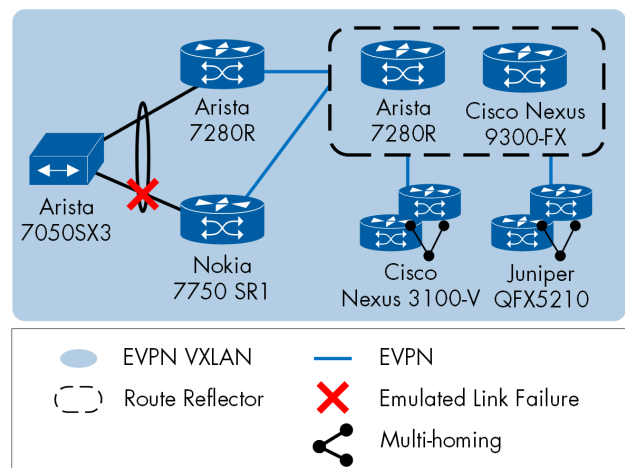 Arista
7280R
Arista
7280R
Cisco Nexus
9300-FX
Arista
7050SX3
Nokia
7750 SR1
Cisco
Nexus 3100-V
Juniper
QFX5210
EVPN VXLAN
EVPN
Route Reflector
Emulated Link Failure
Multi-homing